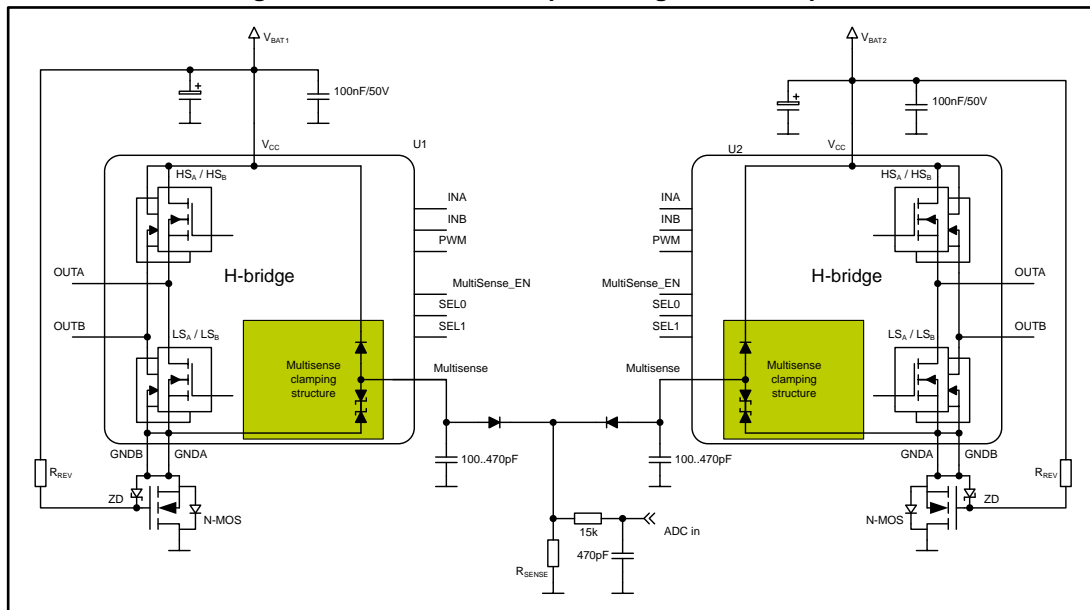 V_BAT1
100nF/50V
V_CC
U1
HS_A / HS_B
INA
INB
PWM
OUTA
H-bridge
MultiSense_EN
SEL0
OUTB
SEL1
LS_A / LS_B
Multisense
clamping
structure
Multisense
GNDB
GNDA
100..470pF
R_REV
ZD
N-MOS
V_BAT2
100nF/50V
U2
V_CC
HS_A / HS_B
INA
INB
PWM
H-bridge
OUTA
MultiSense_EN
SEL0
SEL1
OUTB
LS_A / LS_B
Multisense
Multisense
clamping
structure
100..470pF
GNDA
GNDB
R_REV
ZD
N-MOS
15k
ADC in
470pF
R_SENSE